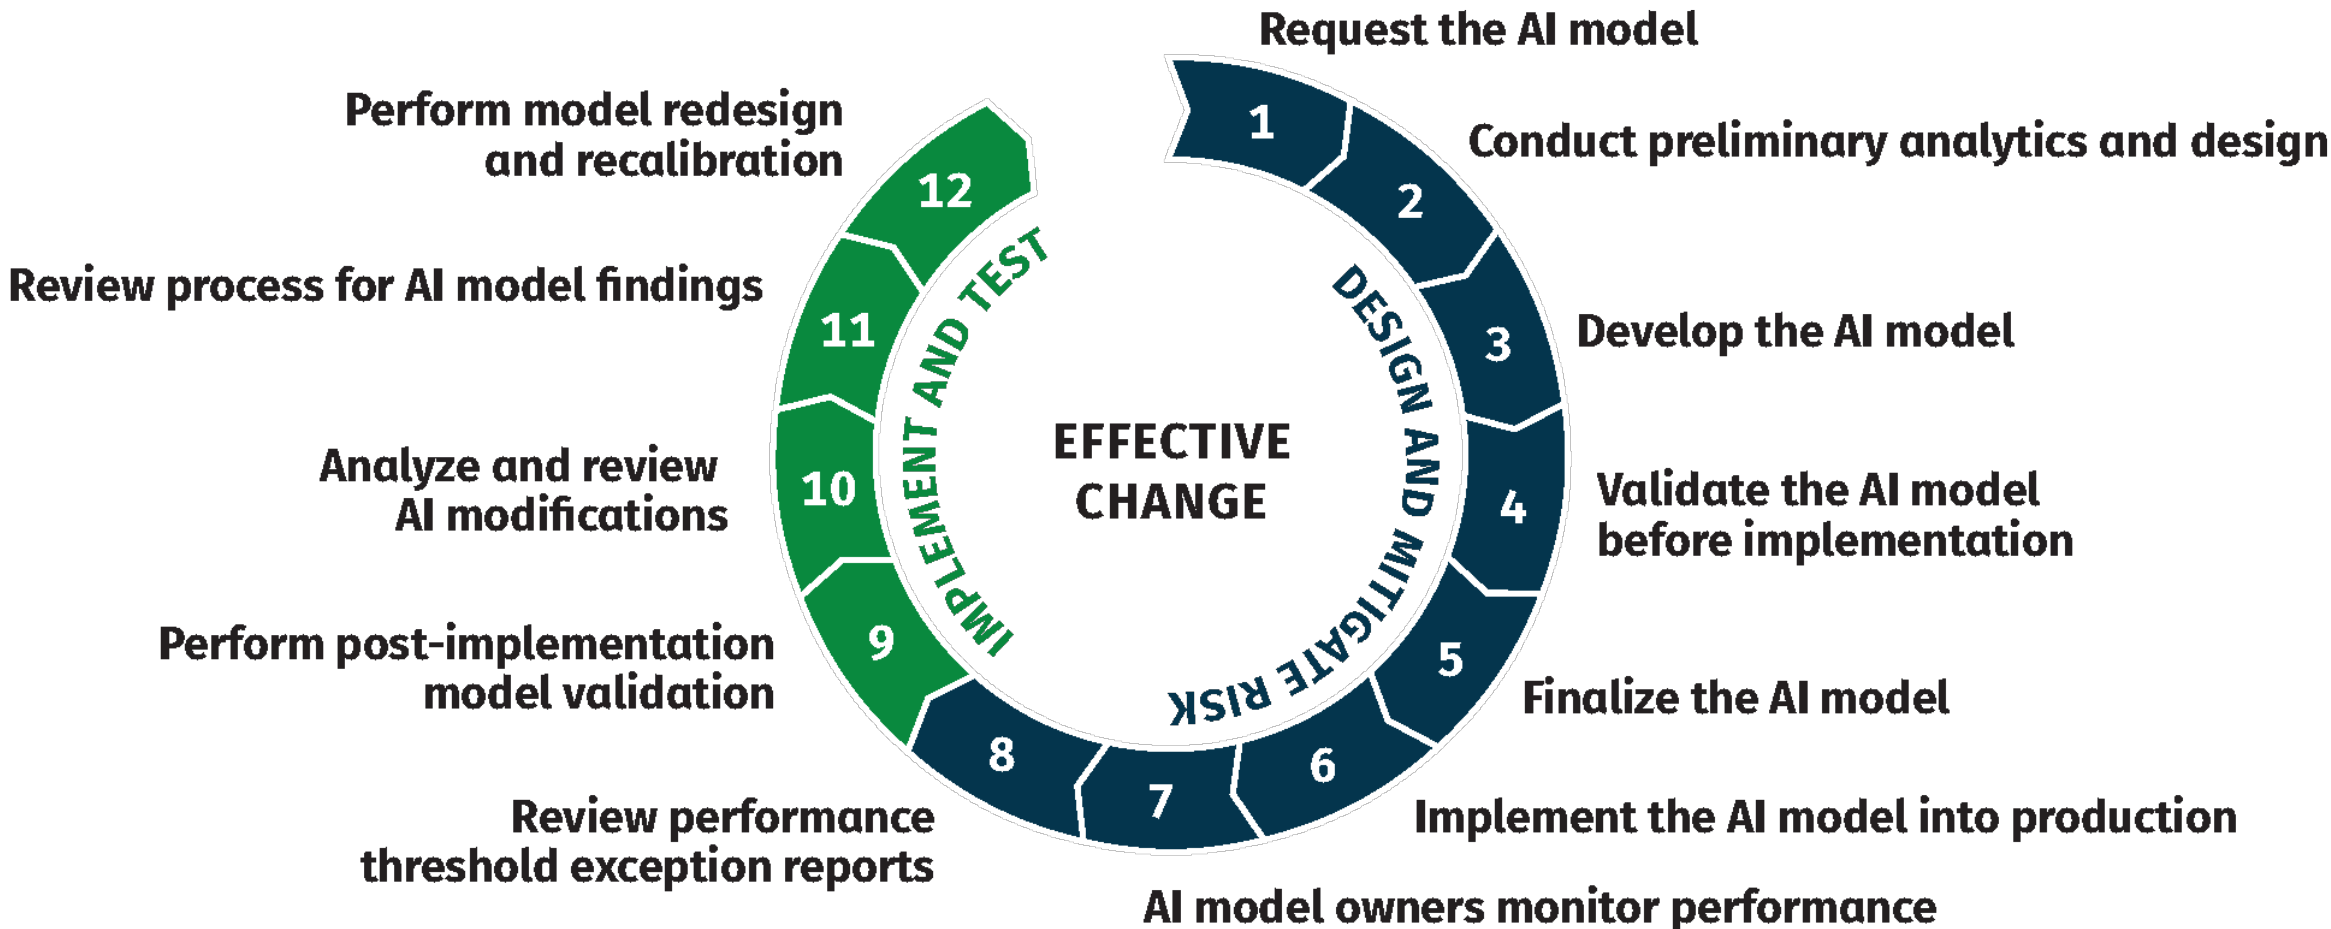 Request the AI model
1
Conduct preliminary analytics and design
2
Develop the AI model
3
Validate the AI model
before implementation
4
Finalize the AI model
5
Implement the AI model into production
6
AI model owners monitor performance
7
Review performance
threshold exception reports
8
Perform post-implementation
model validation
9
Analyze and review
AI modifications
10
Review process for AI model findings
11
Perform model redesign
and recalibration
12
DESIGN AND MITIGATE RISK
IMPLEMENT AND TEST
EFFECTIVE
CHANGE